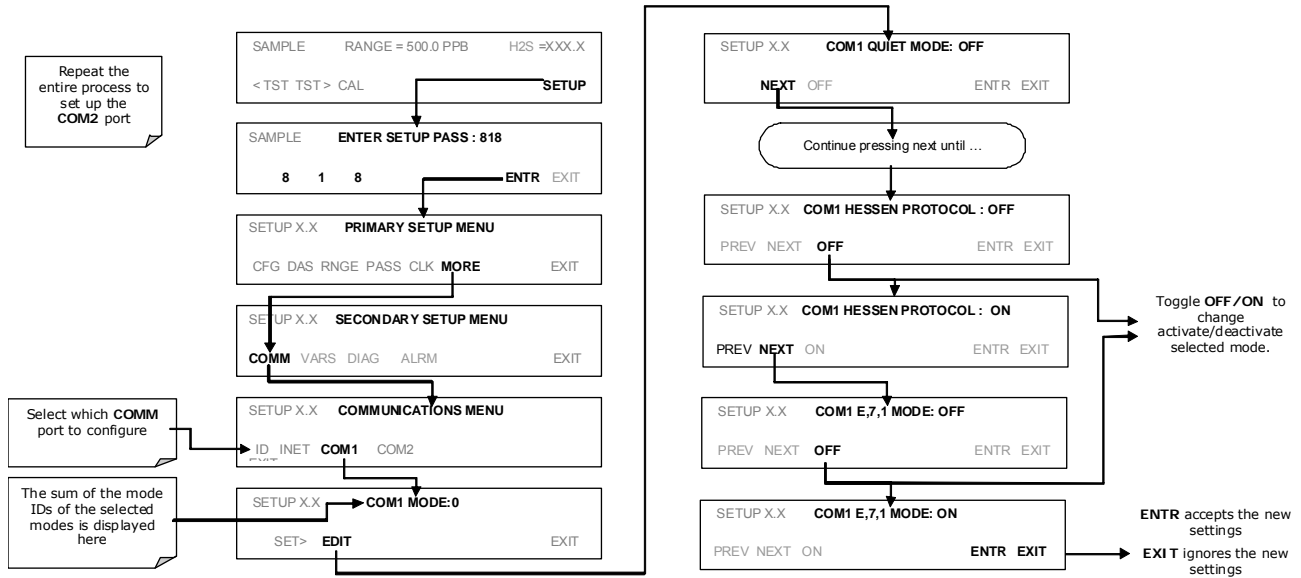 Repeat the
entire process to
set up the
COM2 port
SAMPLE RANGE = 500.0 PPB H2S =XXX.X
< TST TST > CAL SETUP
SAMPLE ENTER SETUP PASS : 818
8 1 8 ENTR EXIT
SETUP X.X PRIMARY SETUP MENU
CFG DAS RNGE PASS CLK MORE EXIT
SETUP X.X SECONDARY SETUP MENU
COMM VARS DIAG ALRM EXIT
Select which COMM
port to configure
SETUP X.X COMMUNICATIONS MENU
ID INET COM1 COM2
EXIT
The sum of the mode
IDs of the selected
modes is displayed
here
SETUP X.X COM1 MODE:0
SET> EDIT EXIT
SETUP X.X COM1 QUIET MODE: OFF
NEXT OFF ENTR EXIT
Continue pressing next until ...
SETUP X.X COM1 HESSEN PROTOCOL : OFF
PREV NEXT OFF ENTR EXIT
SETUP X.X COM1 HESSEN PROTOCOL : ON
PREV NEXT ON ENTR EXIT
Toggle OFF/ON to
change
activate/deactivate
selected mode.
SETUP X.X COM1 E,7,1 MODE: OFF
PREV NEXT OFF ENTR EXIT
SETUP X.X COM1 E,7,1 MODE: ON
PREV NEXT ON ENTR EXIT
ENTR accepts the new
settings
EXIT ignores the new
settings